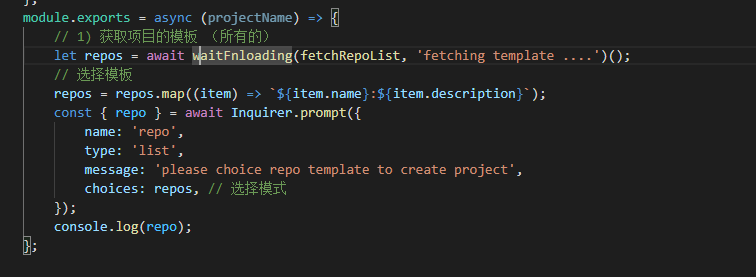 };
module.exports = async (projectName) => {
// 1) 获取项目的模板 （所有的）
let repos = await waitFnloading(fetchRepoList, 'fetching template ....')();
// 选择模板
repos = repos.map((item) => `${item.name}:${item.description}`);
const { repo } = await Inquirer.prompt({
name: 'repo',
type: 'list',
message: 'please choice repo template to create project',
choices: repos, // 选择模式
});
console.log(repo);
};